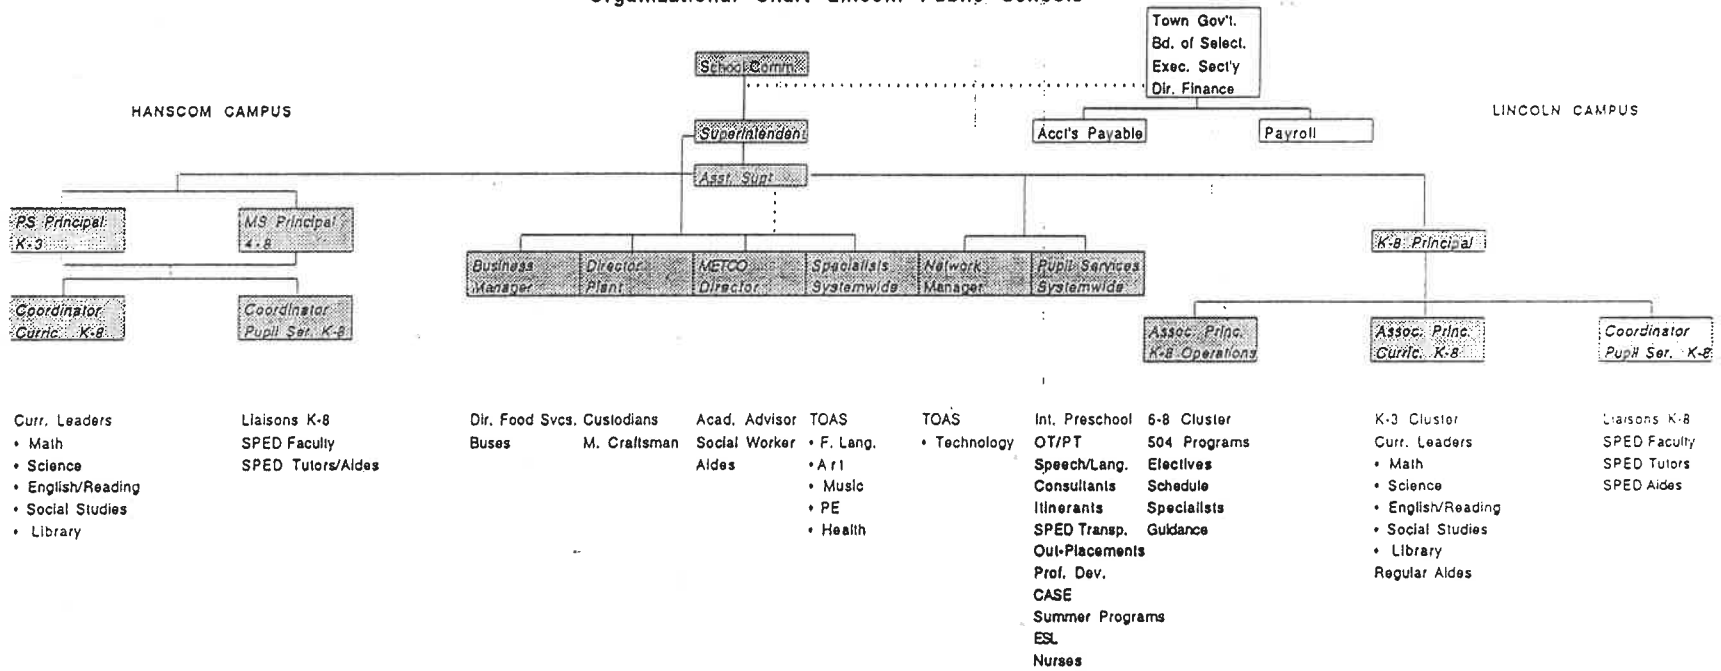 Organizational Chart Lincoln Public Schools
Town Gov't.
Bd. of Select.
Exec. Sect'y
Dir. Finance
School Comm.
HANSCOM CAMPUS
LINCOLN CAMPUS
Superintendent
Acct's Payable
Payroll
Asst. Supt
PS Principal
K-3
MS Principal
4-8
K-8 Principal
Business
Manager
Director
Plant
METCO
Director
Specialists
Systemwide
Network
Manager
Pupil Services
Systemwide
Coordinator
Curric. K-8
Coordinator
Pupil Ser. K-8
Assoc. Princ.
K-8 Operations
Assoc. Princ.
Curric. K-8
Coordinator
Pupil Ser. K-8
Curr. Leaders
• Math
• Science
• English/Reading
• Social Studies
• Library
Liaisons K-8
SPED Faculty
SPED Tutors/Aides
Dir. Food Svcs.
Buses
Custodians
M. Craftsman
Acad. Advisor
Social Worker
Aides
TOAS
• F. Lang.
• Art
• Music
• PE
• Health
TOAS
• Technology
Int. Preschool
OT/PT
Speech/Lang.
Consultants
Itinerants
SPED Transp.
Out-Placements
Prof. Dev.
CASE
Summer Programs
ESL
Nurses
6-8 Cluster
504 Programs
Electives
Schedule
Specialists
Guidance
K-3 Cluster
Curr. Leaders
• Math
• Science
• English/Reading
• Social Studies
• Library
Regular Aides
Liaisons K-8
SPED Faculty
SPED Tutors
SPED Aides